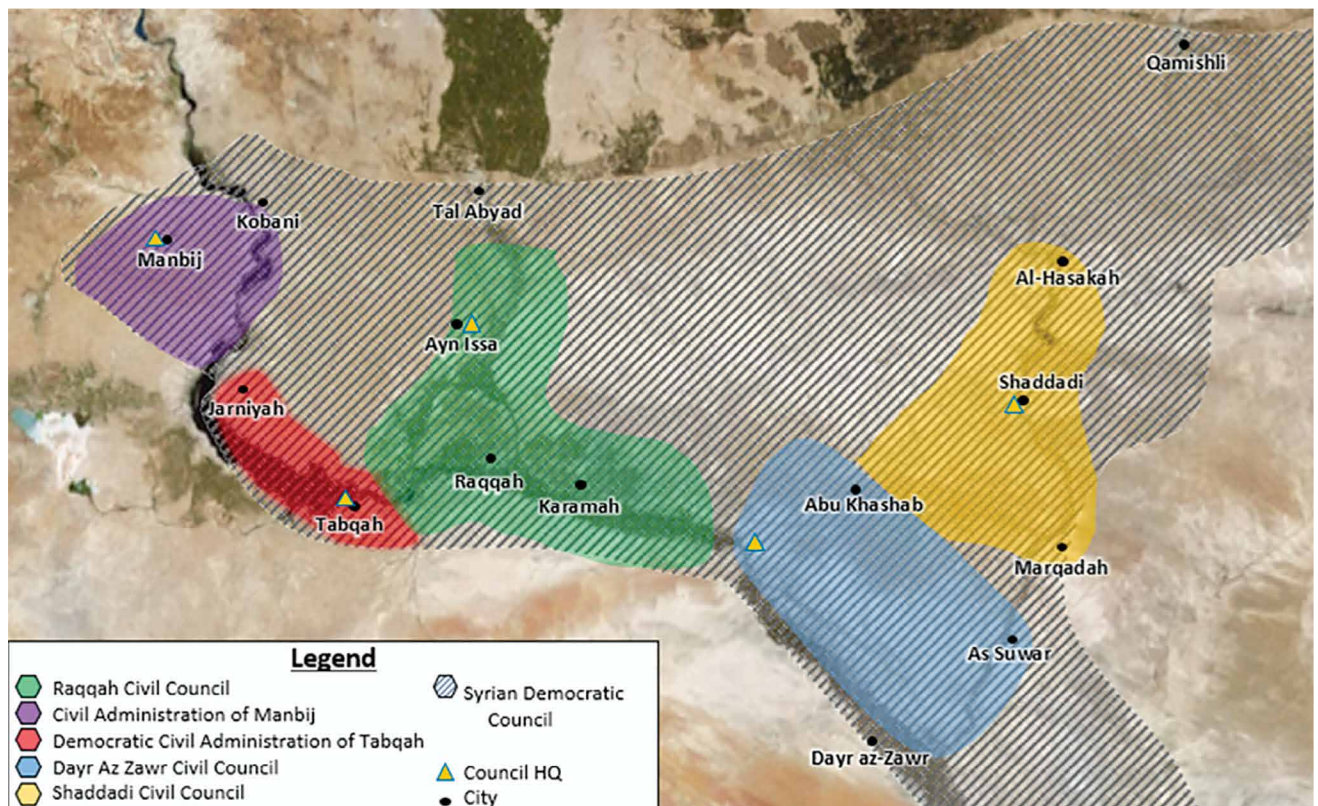 Qamishli
Kobani
Tal Abyad
Manbij
Al-Hasakah
Ayn Issa
Shaddadi
Jarniyah
Raqqah
Karamah
Abu Khashab
Tabqah
Marqadah
As Suwar
Dayr az-Zawr
Legend
Raqqah Civil Council
Civil Administration of Manbij
Democratic Civil Administration of Tabqah
Dayr Az Zawr Civil Council
Shaddadi Civil Council
Syrian Democratic
Council
Council HQ
City